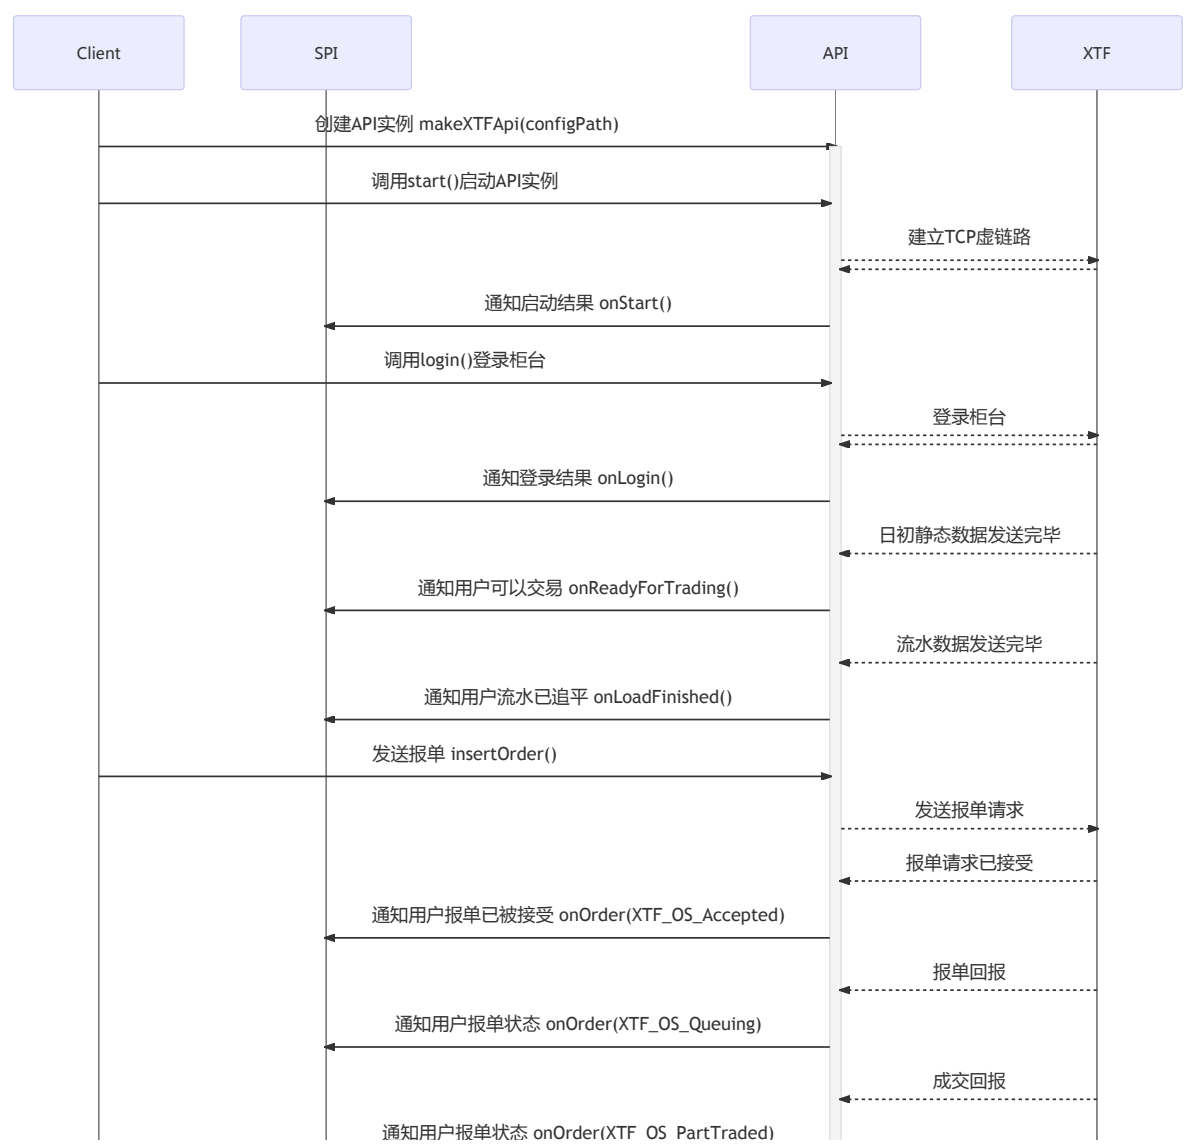 Client
SPI
API
XTF
创建API实例 makeXTFApi(configPath)
调用start()启动API实例
建立TCP虚链路
通知启动结果 onStart()
调用login()登录柜台
登录柜台
通知登录结果 onLogin()
日初静态数据发送完毕
通知用户可以交易 onReadyForTrading()
流水数据发送完毕
通知用户流水已追平 onLoadFinished()
发送报单 insertOrder()
发送报单请求
报单请求已接受
通知用户报单已被接受 onOrder(XTF_OS_Accepted)
报单回报
通知用户报单状态 onOrder(XTF_OS_Queuing)
成交回报
通知用户报单状态 onOrder(XTF_OS_PartTraded)